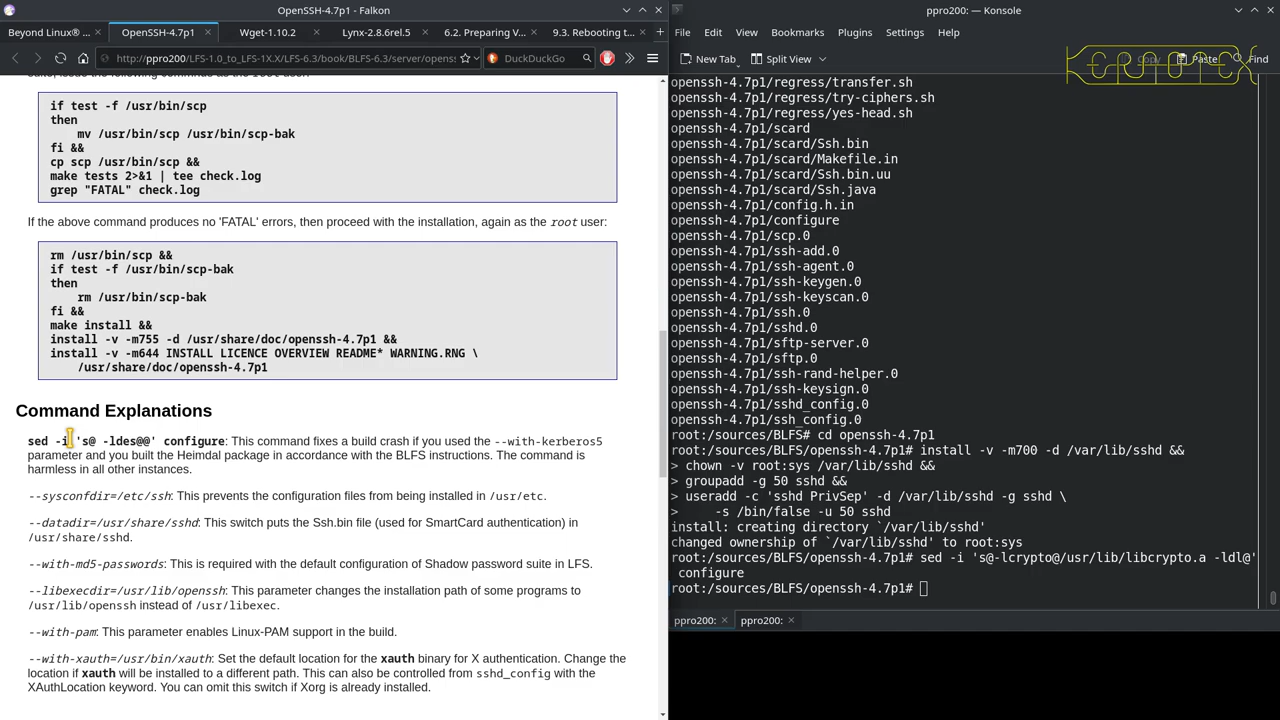 OpenSSH-4.7p1 - Falkon
Beyond Linux® ...
OpenSSH-4.7p1
Wget-1.10.2
Lynx-2.8.6rel.5
6.2. Preparing V...
9.3. Rebooting t...
http://ppro200/LFS-1.0_to_LFS-1X.X/LFS-6.3/book/BLFS-6.3/server/openss
DuckDuckGo
if test -f /usr/bin/scp
then
mv /usr/bin/scp /usr/bin/scp-bak
fi &&
cp scp /usr/bin/scp &&
make tests 2>&1 | tee check.log
grep "FATAL" check.log
If the above command produces no 'FATAL' errors, then proceed with the installation, again as the root user:
rm /usr/bin/scp &&
if test -f /usr/bin/scp-bak
then
rm /usr/bin/scp-bak
fi &&
make install &&
install -v -m755 -d /usr/share/doc/openssh-4.7p1 &&
install -v -m644 INSTALL LICENCE OVERVIEW README* WARNING.RNG \
/usr/share/doc/openssh-4.7p1
Command Explanations
sed -i 's@ -ldes@@' configure: This command fixes a build crash if you used the --with-kerberos5
parameter and you built the Heimdal package in accordance with the BLFS instructions. The command is
harmless in all other instances.
--sysconfdir=/etc/ssh: This prevents the configuration files from being installed in /usr/etc.
--datadir=/usr/share/sshd: This switch puts the Ssh.bin file (used for SmartCard authentication) in
/usr/share/sshd.
--with-md5-passwords: This is required with the default configuration of Shadow password suite in LFS.
--libexecdir=/usr/lib/openssh: This parameter changes the installation path of some programs to
/usr/lib/openssh instead of /usr/libexec.
--with-pam: This parameter enables Linux-PAM support in the build.
--with-xauth=/usr/bin/xauth: Set the default location for the xauth binary for X authentication. Change the
location if xauth will be installed to a different path. This can also be controlled from sshd_config with the
XAuthLocation keyword. You can omit this switch if Xorg is already installed.
ppro200: — Konsole
File Edit View Bookmarks Plugins Settings Help
New Tab Split View Copy Paste Find
openssh-4.7p1/regress/transfer.sh
openssh-4.7p1/regress/try-ciphers.sh
openssh-4.7p1/regress/yes-head.sh
openssh-4.7p1/scard
openssh-4.7p1/scard/Ssh.bin
openssh-4.7p1/scard/Makefile.in
openssh-4.7p1/scard/Ssh.bin.uu
openssh-4.7p1/scard/Ssh.java
openssh-4.7p1/config.h.in
openssh-4.7p1/configure
openssh-4.7p1/scp.0
openssh-4.7p1/ssh-add.0
openssh-4.7p1/ssh-agent.0
openssh-4.7p1/ssh-keygen.0
openssh-4.7p1/ssh-keyscan.0
openssh-4.7p1/ssh.0
openssh-4.7p1/sshd.0
openssh-4.7p1/sftp-server.0
openssh-4.7p1/sftp.0
openssh-4.7p1/ssh-rand-helper.0
openssh-4.7p1/ssh-keysign.0
openssh-4.7p1/sshd_config.0
openssh-4.7p1/ssh_config.0
root:/sources/BLFS# cd openssh-4.7p1
root:/sources/BLFS/openssh-4.7p1# install -v -m700 -d /var/lib/sshd &&
> chown -v root:sys /var/lib/sshd &&
> groupadd -g 50 sshd &&
> useradd -c 'sshd PrivSep' -d /var/lib/sshd -g sshd \
> -s /bin/false -u 50 sshd
install: creating directory `/var/lib/sshd'
changed ownership of `/var/lib/sshd' to root:sys
root:/sources/BLFS/openssh-4.7p1# sed -i 's@-lcrypto@/usr/lib/libcrypto.a -ldl@'
configure
root:/sources/BLFS/openssh-4.7p1#
ppro200:
ppro200: